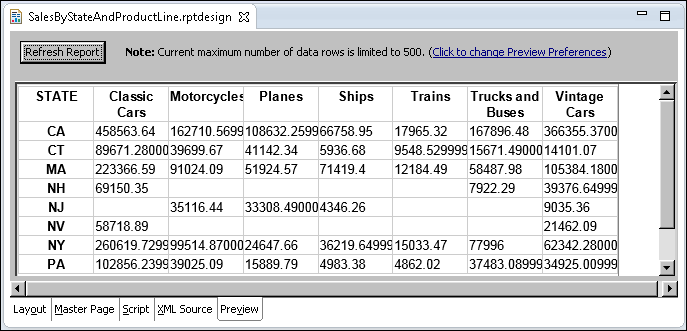 SalesByStateAndProductLine.rptdesign
Refresh Report Note: Current maximum number of data rows is limited to 500. (Click to change Preview Preferences)
STATE Classic Cars Motorcycles Planes Ships Trains Trucks and Buses Vintage Cars
CA 458563.64 162710.5699 108632.2599 66758.95 17965.32 167896.48 366355.3700
CT 89671.28000 39699.67 41142.34 5936.68 9548.529999 15671.49000 14101.07
MA 223366.59 91024.09 51924.57 71419.4 12184.49 58487.98 105384.1800
NH 69150.35 7922.29 39376.64999
NJ 35116.44 33308.49000 4346.26 9035.36
NV 58718.89 21462.09
NY 260619.7299 99514.87000 24647.66 36219.64999 15033.47 77996 62342.28000
PA 102856.2399 39025.09 15889.79 4983.38 4862.02 37483.08999 34925.00999
Layout Master Page Script XML Source Preview